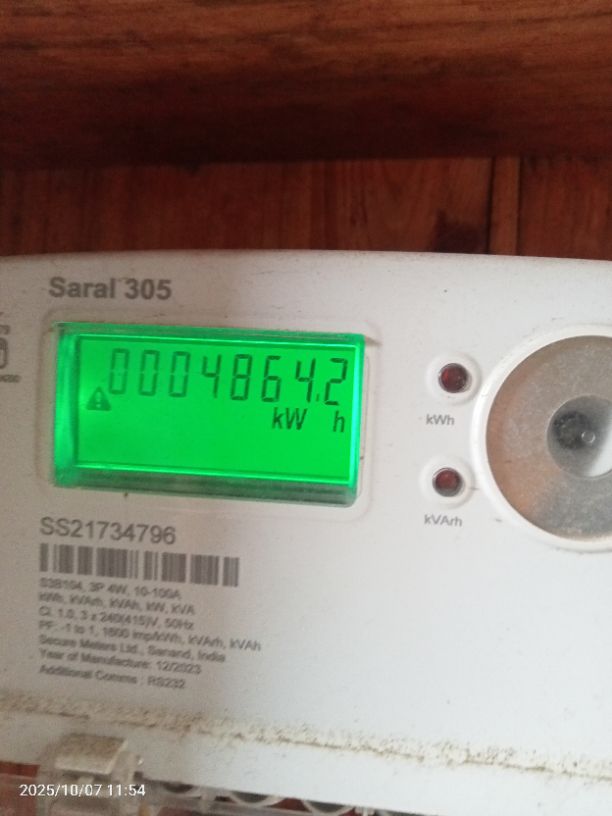 Saral 305
0004864.2
kW h
kWh
kVArh
SS21734796
S3B104, 3P 4W, 10-100A
kWh, kVArh, kVAh, kW, kVA
Cl. 1.0, 3 x 240(415)V, 50Hz
PF: -1 to 1, 1600 imp/kWh, kVArh, kVAh
Secure Meters Ltd., Sanand, India
Year of Manufacture: 12/2023
Additional Comms : RS232
2025/10/07 11:54